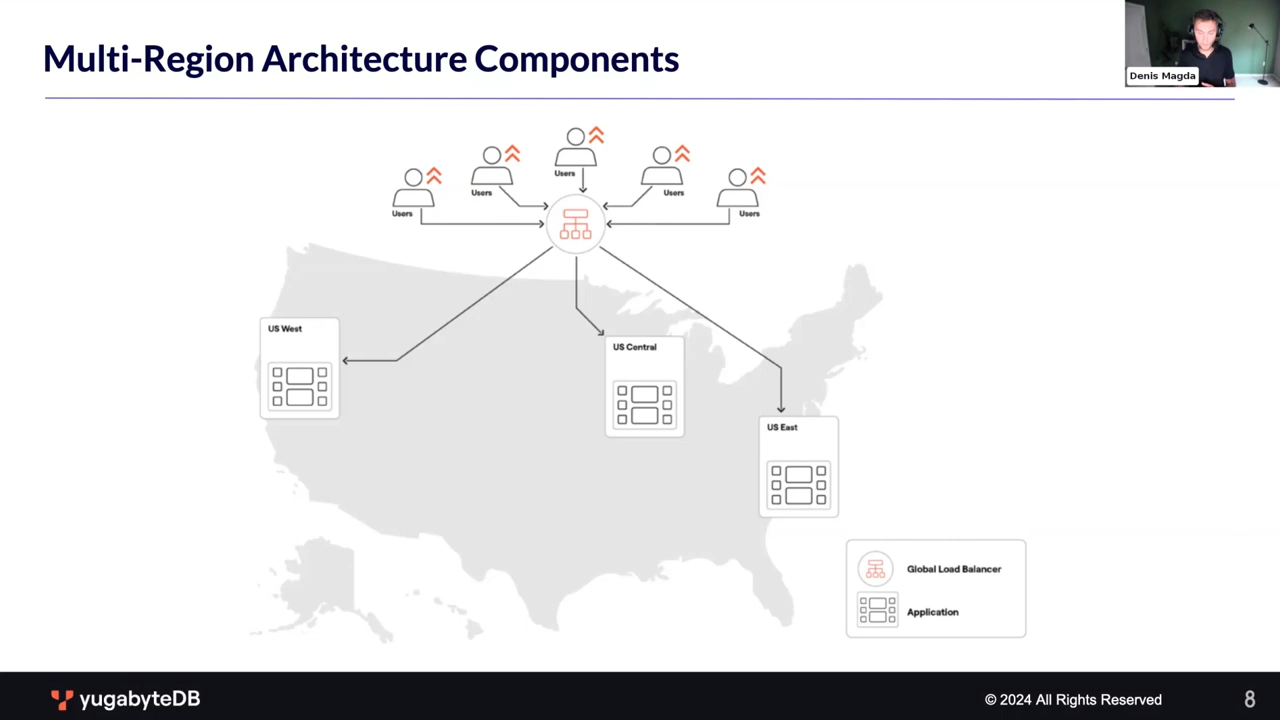 Multi-Region Architecture Components
Denis Magda
Users
Users
Users
Users
Users
US West
US Central
US East
Global Load Balancer
Application
yugabyteDB
© 2024 All Rights Reserved
8